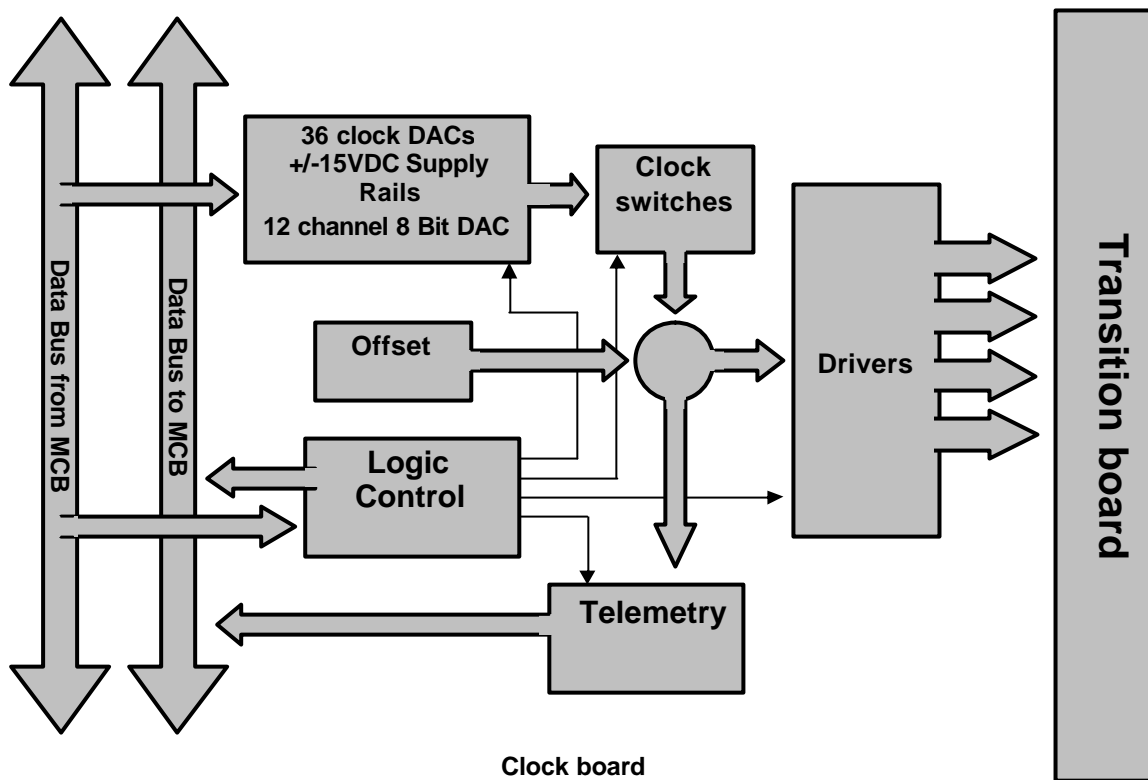 36 clock DACs
+/-15VDC Supply
Rails
12 channel 8 Bit DAC
Clock
switches
Offset
Drivers
Logic
Control
Telemetry
Data Bus from MCB
Data Bus to MCB
Transition board
Clock board